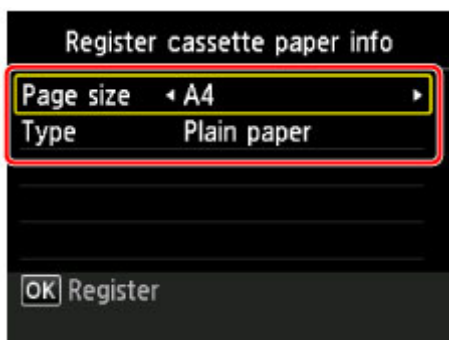 Register cassette paper info
Page size A4
Type Plain paper
OK Register